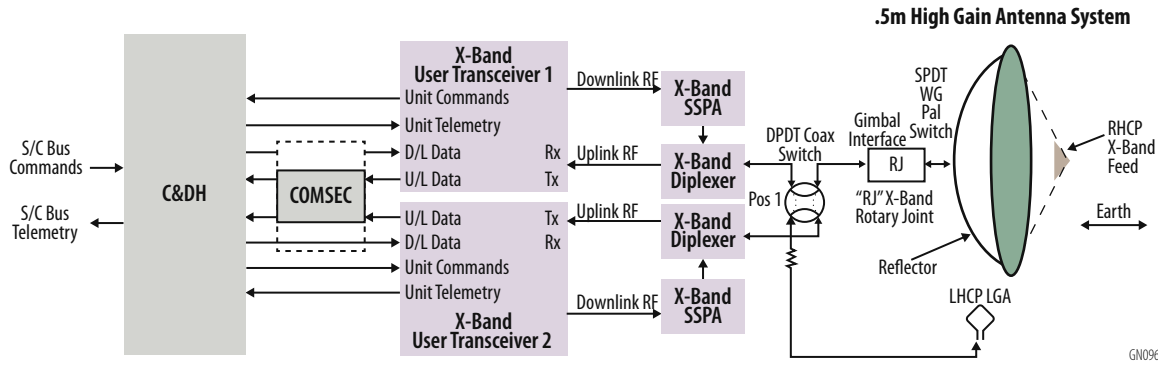 .5m High Gain Antenna System
X-Band
User Transceiver 1
Unit Commands
Unit Telemetry
D/L Data
Rx
U/L Data
Tx
Downlink RF
X-Band
SSPA
Uplink RF
X-Band
Diplexer
DPDT Coax
Switch
Pos 1
Gimbal
Interface
RJ
"RJ" X-Band
Rotary Joint
SPDT
WG
Pal
Switch
RHCP
X-Band
Feed
Earth
Reflector
LHCP LGA
S/C Bus
Commands
S/C Bus
Telemetry
C&DH
COMSEC
U/L Data
Tx
D/L Data
Rx
Unit Commands
Unit Telemetry
X-Band
User Transceiver 2
Uplink RF
X-Band
Diplexer
Downlink RF
X-Band
SSPA